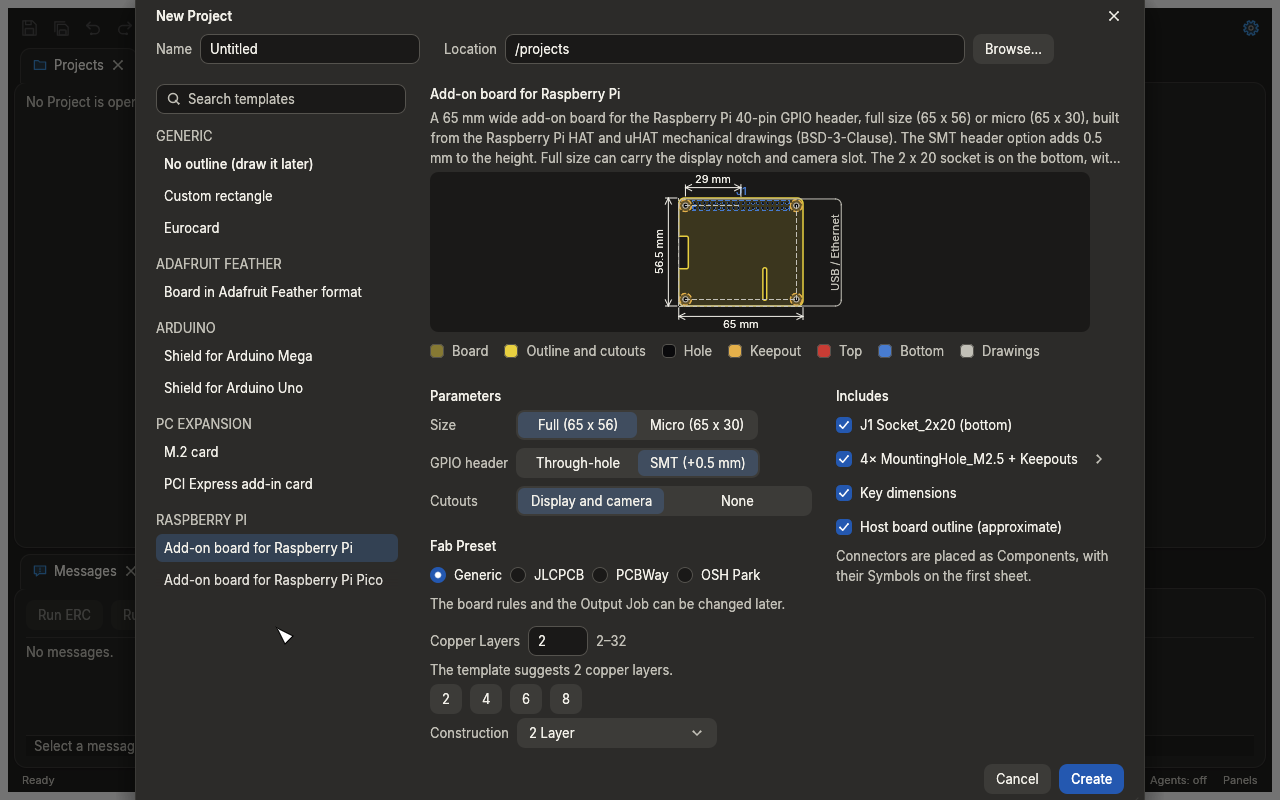 New Project
Name
Untitled
Location
/projects
Browse...
Projects
No Project is oper
Search templates
GENERIC
No outline (draw it later)
Custom rectangle
Eurocard
ADAFRUIT FEATHER
Board in Adafruit Feather format
ARDUINO
Shield for Arduino Mega
Shield for Arduino Uno
PC EXPANSION
M.2 card
PCI Express add-in card
RASPBERRY PI
Add-on board for Raspberry Pi
Add-on board for Raspberry Pi Pico
Add-on board for Raspberry Pi
A 65 mm wide add-on board for the Raspberry Pi 40-pin GPIO header, full size (65 x 56) or micro (65 x 30), built
from the Raspberry Pi HAT and uHAT mechanical drawings (BSD-3-Clause). The SMT header option adds 0.5
mm to the height. Full size can carry the display notch and camera slot. The 2 x 20 socket is on the bottom, wit...
29 mm
J1
56.5 mm
USB / Ethernet
65 mm
Board
Outline and cutouts
Hole
Keepout
Top
Bottom
Drawings
Parameters
Size
Full (65 x 56)
Micro (65 x 30)
GPIO header
Through-hole
SMT (+0.5 mm)
Cutouts
Display and camera
None
Includes
J1 Socket_2x20 (bottom)
4× MountingHole_M2.5 + Keepouts
Key dimensions
Host board outline (approximate)
Connectors are placed as Components, with
their Symbols on the first sheet.
Fab Preset
Generic
JLCPCB
PCBWay
OSH Park
The board rules and the Output Job can be changed later.
Copper Layers
2
2–32
The template suggests 2 copper layers.
2
4
6
8
Construction
2 Layer
Cancel
Create
Messages
Run ERC
Ru
No messages.
Select a messag
Ready
Agents: off
Panels